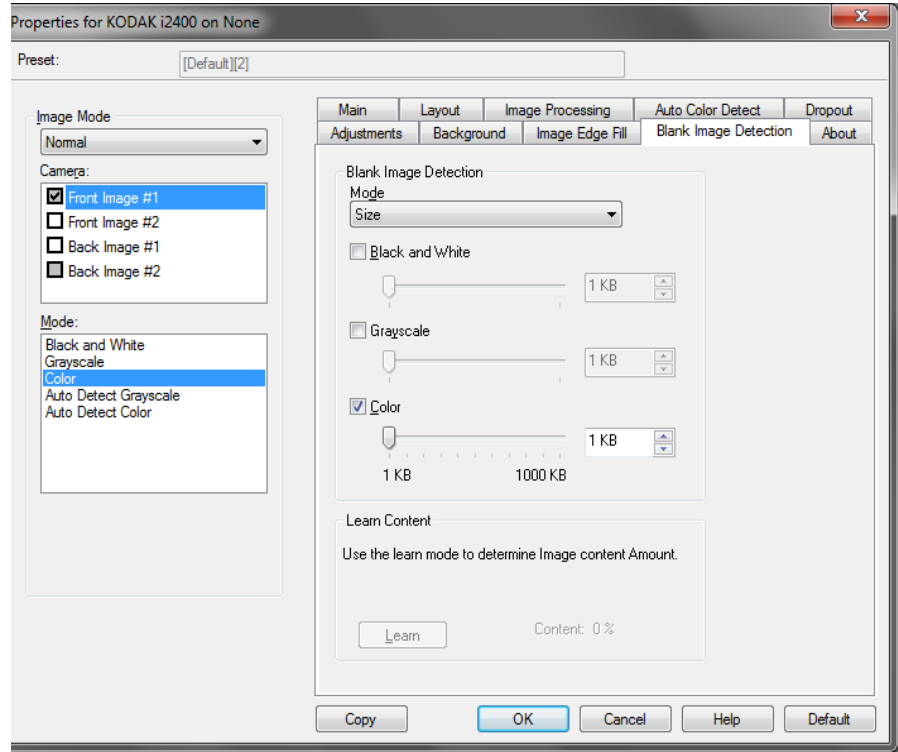 Properties for KODAK i2400 on None
x
Preset:
[Default][2]
Image Mode
Normal
Camera:
Front Image #1
Front Image #2
Back Image #1
Back Image #2
Mode:
Black and White
Grayscale
Color
Auto Detect Grayscale
Auto Detect Color
Main Layout Image Processing Auto Color Detect Dropout
Adjustments Background Image Edge Fill Blank Image Detection About
Blank Image Detection
Mode
Size
Black and White
1 KB
Grayscale
1 KB
Color
1 KB
1 KB 1000 KB
Learn Content
Use the learn mode to determine Image content Amount.
Learn Content: 0 %
Copy OK Cancel Help Default